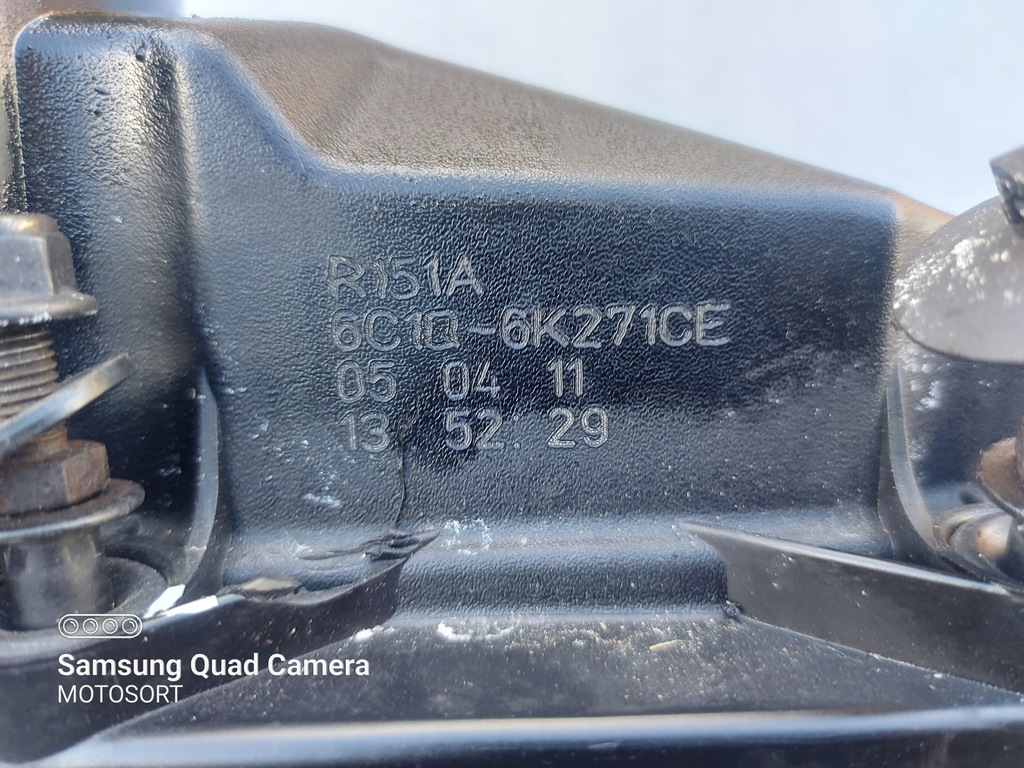 R151A
6C1Q-6K271CE
05 04 11
13 52. 29
Samsung Quad Camera
MOTOSORT